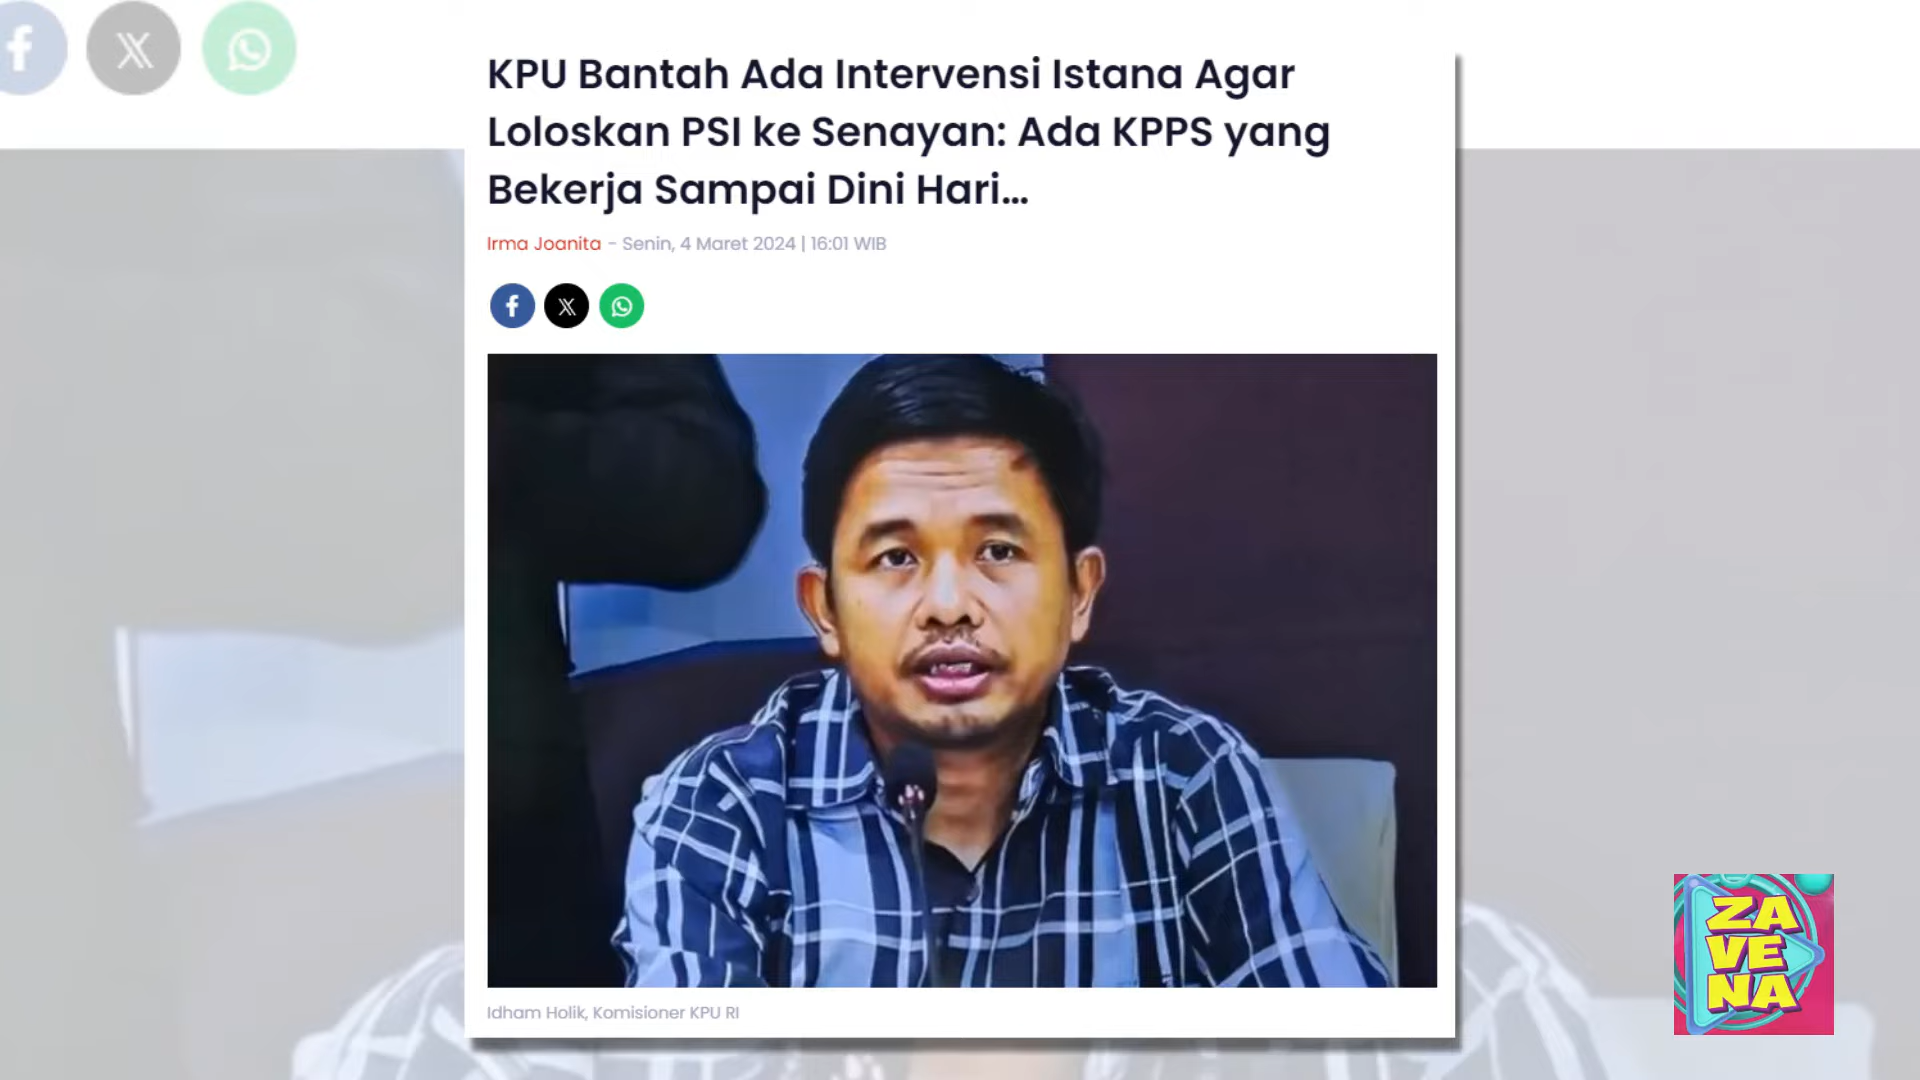 KPU Bantah Ada Intervensi Istana Agar
Loloskan PSI ke Senayan: Ada KPPS yang
Bekerja Sampai Dini Hari...
Irma Joanita - Senin, 4 Maret 2024 | 16:01 WIB
Idham Holik, Komisioner KPU RI
ZA
VE
NA